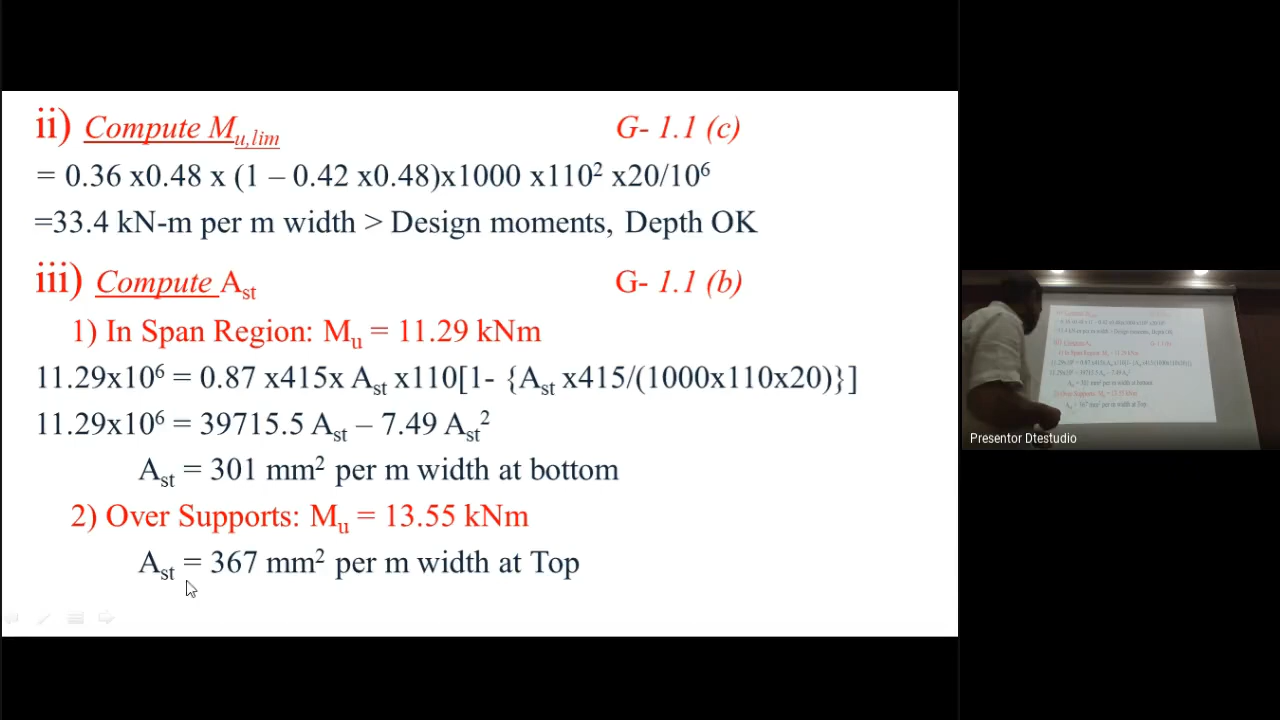 ii) Compute Mu,lim G- 1.1 (c)
= 0.36 x0.48 x (1 – 0.42 x0.48)x1000 x110² x20/10⁶
=33.4 kN-m per m width > Design moments, Depth OK
iii) Compute Ast G- 1.1 (b)
1) In Span Region: Mu = 11.29 kNm
11.29x10⁶ = 0.87 x415x Ast x110[1- {Ast x415/(1000x110x20)}]
11.29x10⁶ = 39715.5 Ast – 7.49 Ast²
Ast = 301 mm² per m width at bottom
2) Over Supports: Mu = 13.55 kNm
Ast = 367 mm² per m width at Top
Presentor Dtestudio